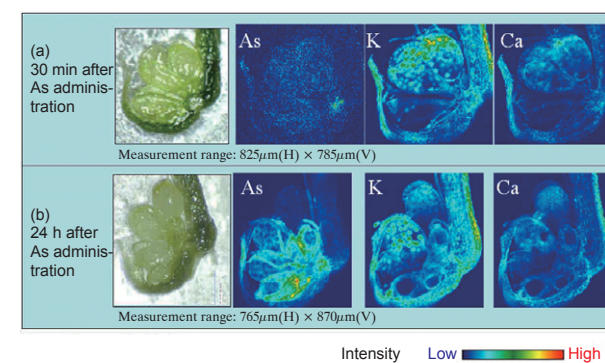 (a)
30 min after
As adminis-
tration
As
K
Ca
Measurement range: 825μm(H) × 785μm(V)
(b)
24 h after
As adminis-
tration
As
K
Ca
Measurement range: 765μm(H) × 870μm(V)
Intensity Low High